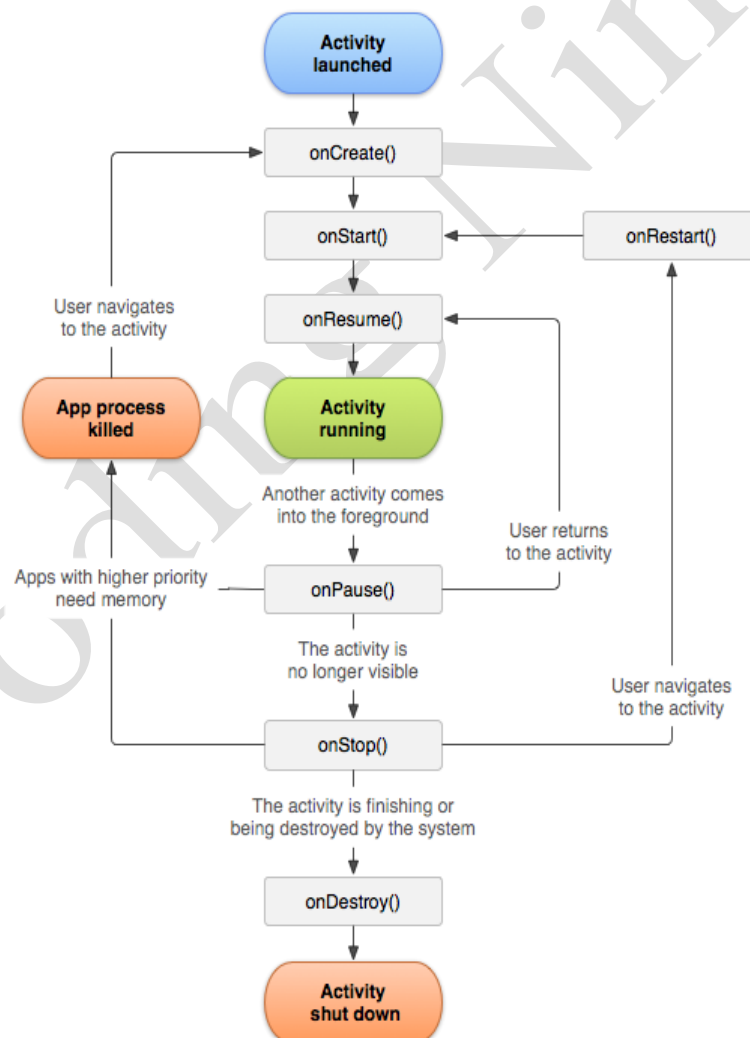 Activity
launched
onCreate()
onStart()
onRestart()
User navigates
to the activity
onResume()
App process
killed
Activity
running
Another activity comes
into the foreground
User returns
to the activity
Apps with higher priority
need memory
onPause()
The activity is
no longer visible
User navigates
to the activity
onStop()
The activity is finishing or
being destroyed by the system
onDestroy()
Activity
shut down